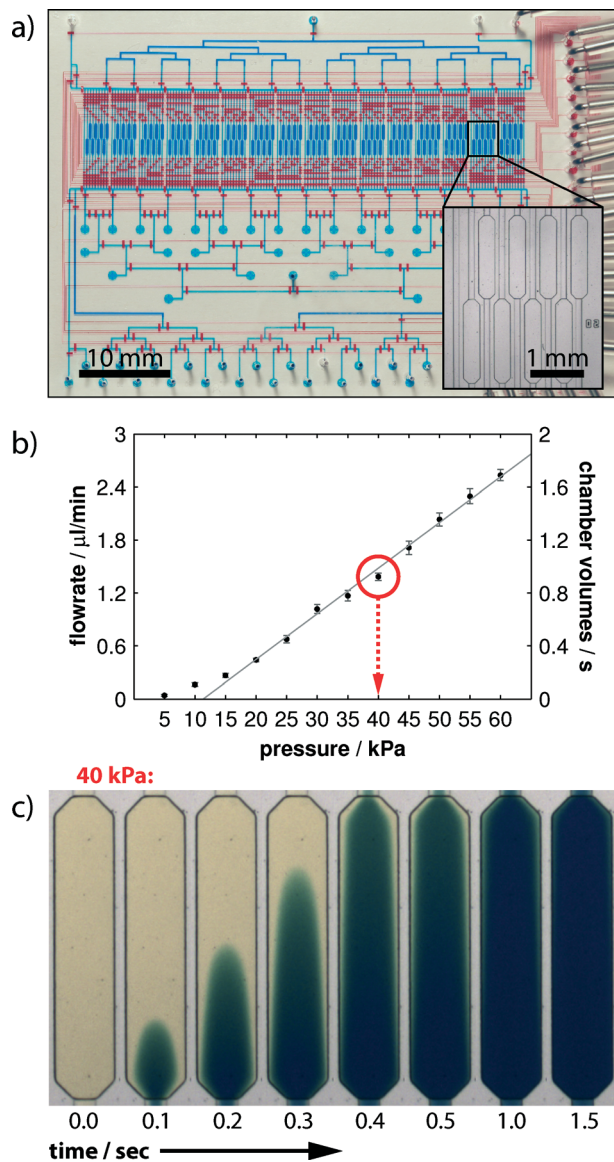 a)
10 mm
1 mm
b)
flowrate / μl/min
chamber volumes / s
3
2.4
1.8
1.2
0.6
0
2
1.6
1.2
0.8
0.4
0
5 10 15 20 25 30 35 40 45 50 55 60
pressure / kPa
40 kPa:
c)
0.0 0.1 0.2 0.3 0.4 0.5 1.0 1.5
time / sec